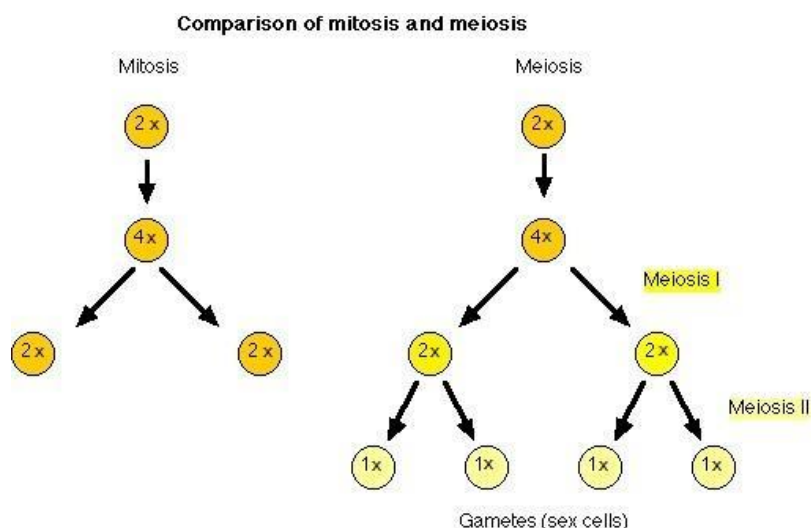 Comparison of mitosis and meiosis
Mitosis
2 x
4x
2 x
2 x
Meiosis
2x
4x
Meiosis I
2x
2 x
Meiosis II
1x
1x
1x
1x
Gametes (sex cells)